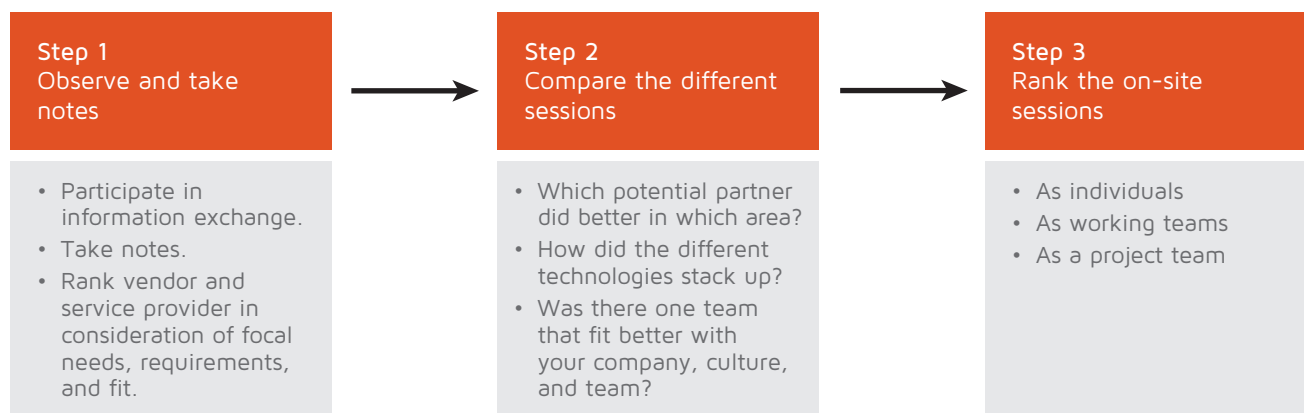 Step 1
Observe and take
notes
• Participate in
information exchange.
• Take notes.
• Rank vendor and
service provider in
consideration of focal
needs, requirements,
and fit.
Step 2
Compare the different
sessions
• Which potential partner
did better in which area?
• How did the different
technologies stack up?
• Was there one team
that fit better with
your company, culture,
and team?
Step 3
Rank the on-site
sessions
• As individuals
• As working teams
• As a project team